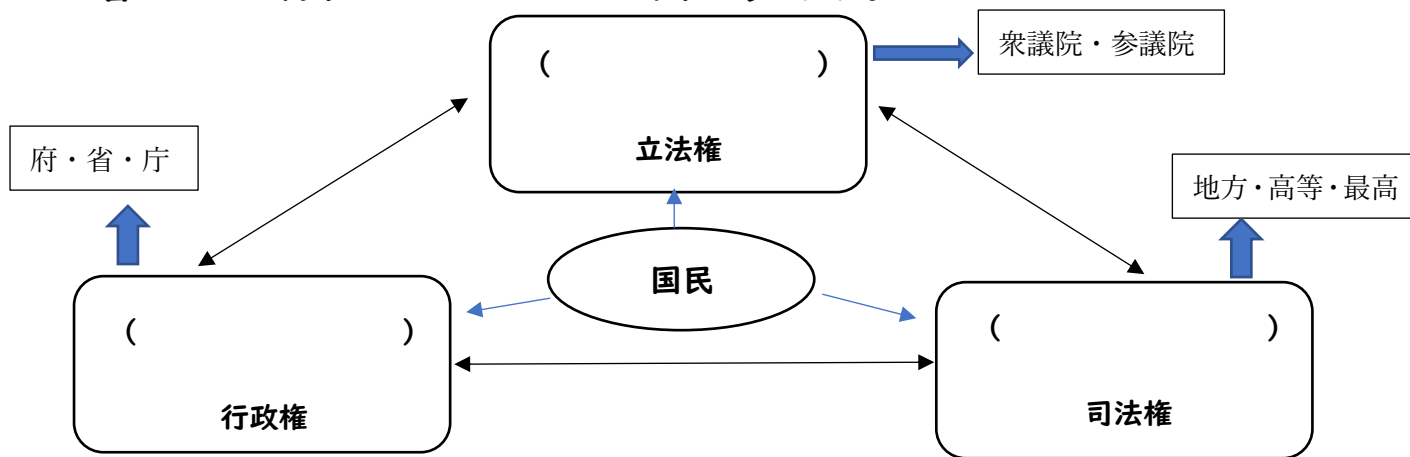 ( )
衆議院・参議院
立法権
府・省・庁
地方・高等・最高
国民
( )
行政権
( )
司法権